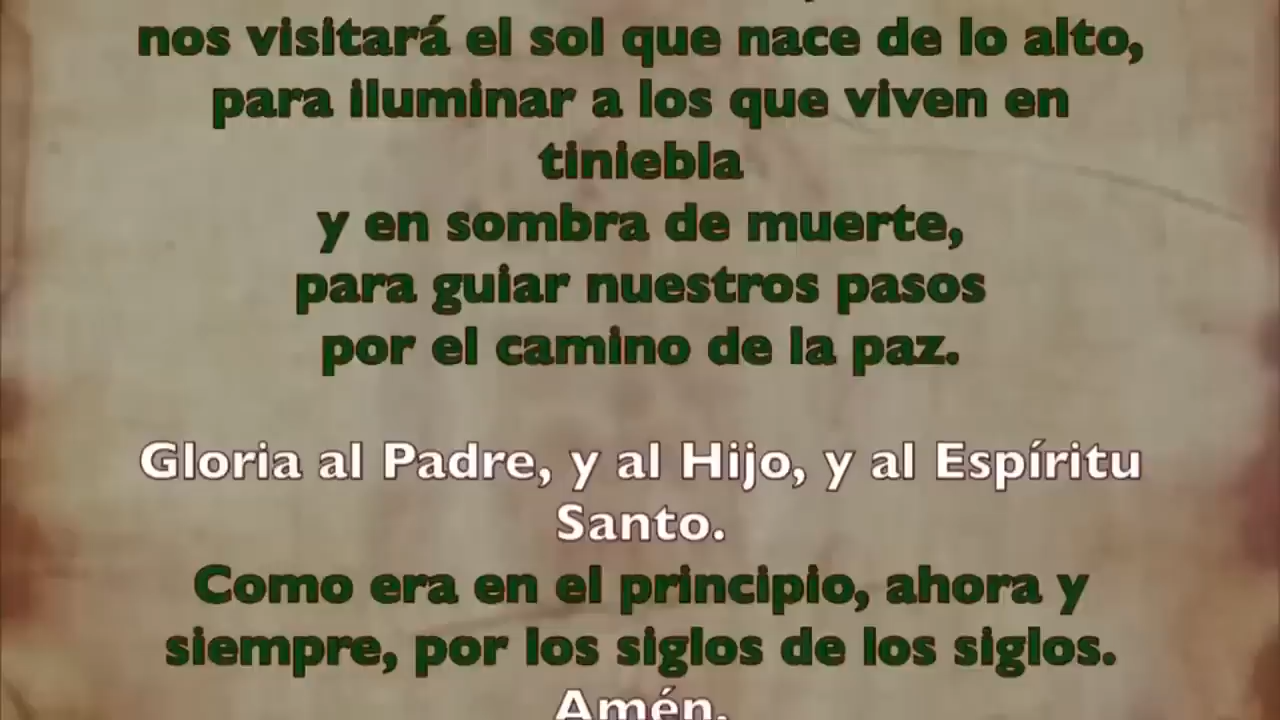 nos visitará el sol que nace de lo alto,
para iluminar a los que viven en
tiniebla
y en sombra de muerte,
para guiar nuestros pasos
por el camino de la paz.
Gloria al Padre, y al Hijo, y al Espíritu
Santo.
Como era en el principio, ahora y
siempre, por los siglos de los siglos.
Amén.